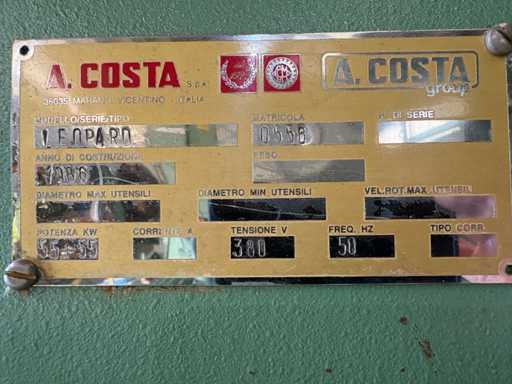 A. COSTA S.p.A.
A. COSTA group
36035 MARANO VICENTINO - ITALIA
MODELLO/SERIE/TIPO
MATRICOLA
N. DI SERIE
LEOPARD
0558
ANNO DI COSTRUZIONE
PESO
DIAMETRO MAX UTENSILI
DIAMETRO MIN UTENSILI
VEL.ROT.MAX UTENSILI
POTENZA KW
CORRENTE A
TENSIONE V
FREQ. HZ
TIPO CORR.
380
50